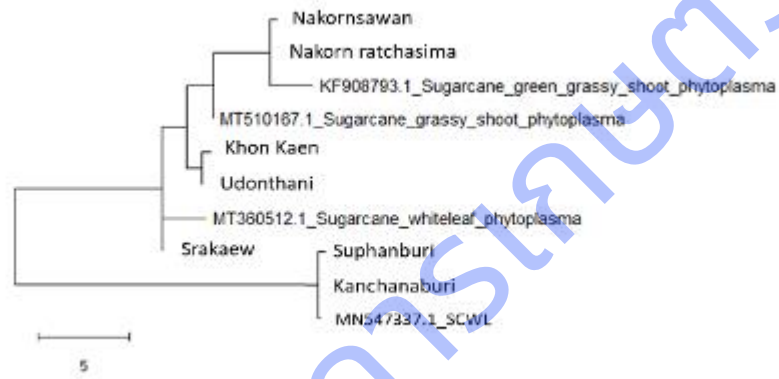 Nakornsawan
Nakorn ratchasima
KF908793.1_Sugarcane_green_grassy_shoot_phytoplasma
MT510167.1_Sugarcane_grassy_shoot_phytoplasma
Khon Kaen
Udonthani
MT360512.1_Sugarcane_whiteleaf_phytoplasma
Srakaew
Suphanburi
Kanchanaburi
MN547337.1_SCWL
5